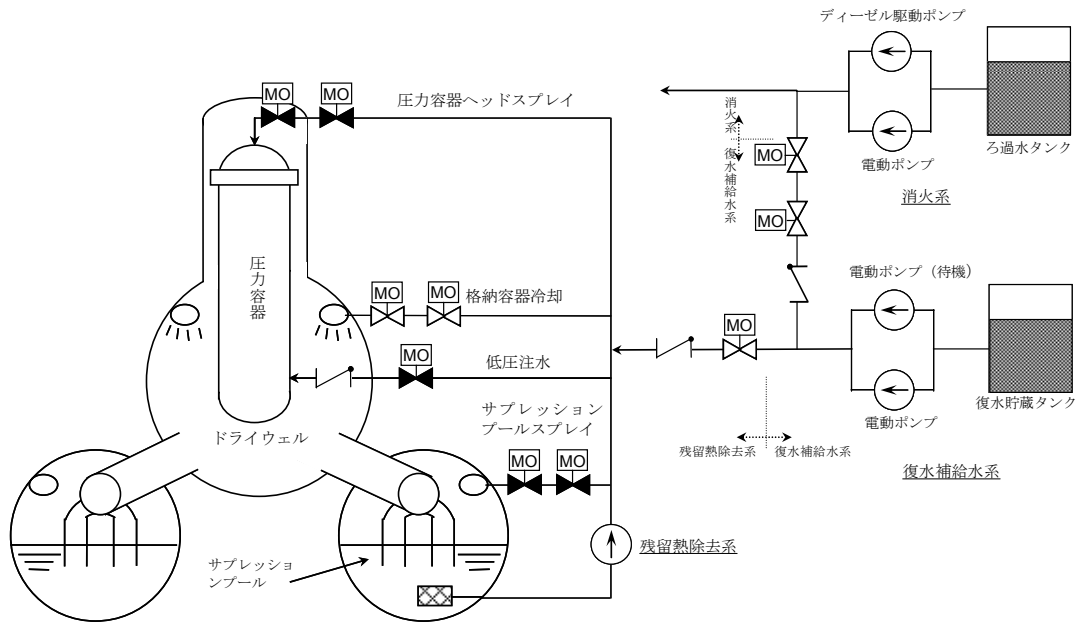 ディーゼル駆動ポンプ
MO
MO
圧力容器ヘッドスプレイ
消火系
復水補給水系
MO
電動ポンプ
ろ過水タンク
消火系
MO
圧力容器
電動ポンプ（待機）
MO
MO
格納容器冷却
MO
MO
低圧注水
復水貯蔵タンク
サプレッション
プールスプレイ
電動ポンプ
ドライウェル
残留熱除去系
復水補給水系
MO
MO
復水補給水系
残留熱除去系
サプレッショ
ンプール